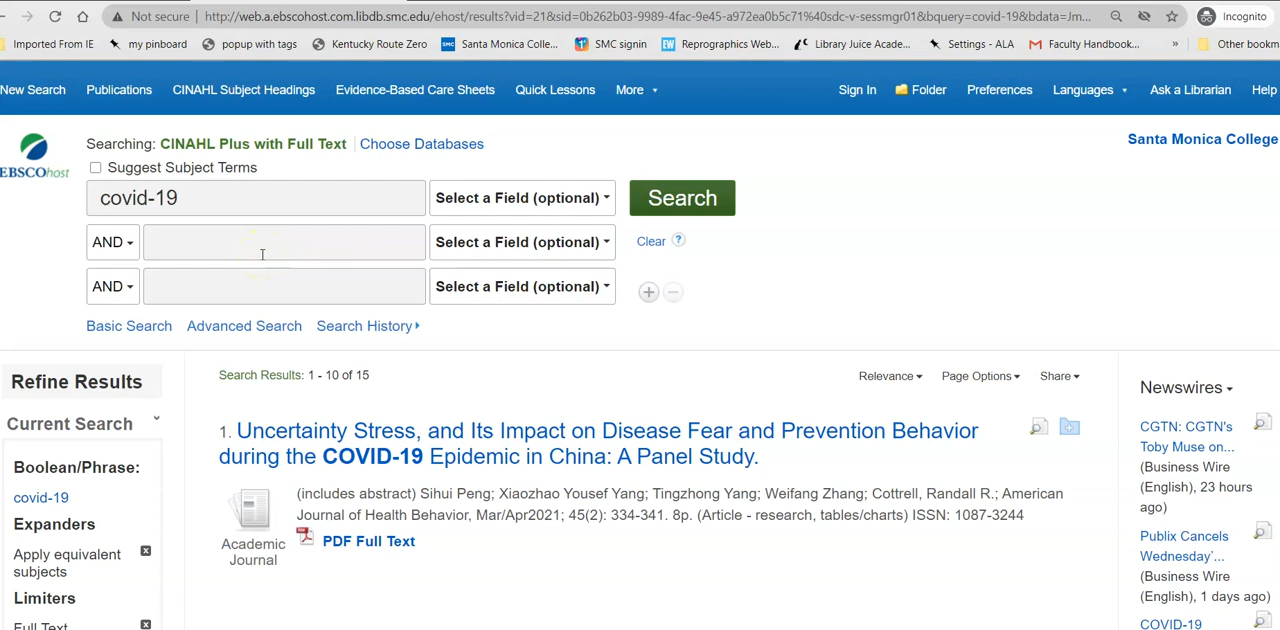 Not secure | http://web.a.ebscohost.com.libdb.smc.edu/ehost/results?vid=21&sid=0b262b03-9989-4fac-9e45-a972ea0b5c71%40sdc-v-sessmgr01&bquery=covid-19&bdata=Jm... Incognito
Imported From IE my pinboard popup with tags Kentucky Route Zero SMC Santa Monica Colle... SMC signin EW Reprographics Web... Library Juice Acade... Settings - ALA Faculty Handbook... » Other bookm
New Search Publications CINAHL Subject Headings Evidence-Based Care Sheets Quick Lessons More Sign In Folder Preferences Languages Ask a Librarian Help
Searching: CINAHL Plus with Full Text Choose Databases
Santa Monica College
Suggest Subject Terms
EBSCOhost
covid-19 Select a Field (optional) Search
AND Select a Field (optional) Clear ?
AND Select a Field (optional)
Basic Search Advanced Search Search History
Refine Results
Current Search
Boolean/Phrase:
covid-19
Expanders
Apply equivalent
subjects
Limiters
Full Text
Search Results: 1 - 10 of 15
Relevance Page Options Share
1. Uncertainty Stress, and Its Impact on Disease Fear and Prevention Behavior
during the COVID-19 Epidemic in China: A Panel Study.
(includes abstract) Sihui Peng; Xiaozhao Yousef Yang; Tingzhong Yang; Weifang Zhang; Cottrell, Randall R.; American
Journal of Health Behavior, Mar/Apr2021; 45(2): 334-341. 8p. (Article - research, tables/charts) ISSN: 1087-3244
Academic
Journal
PDF Full Text
Newswires
CGTN: CGTN's
Toby Muse on...
(Business Wire
(English), 23 hours
ago)
Publix Cancels
Wednesday'...
(Business Wire
(English), 1 days ago)
COVID-19